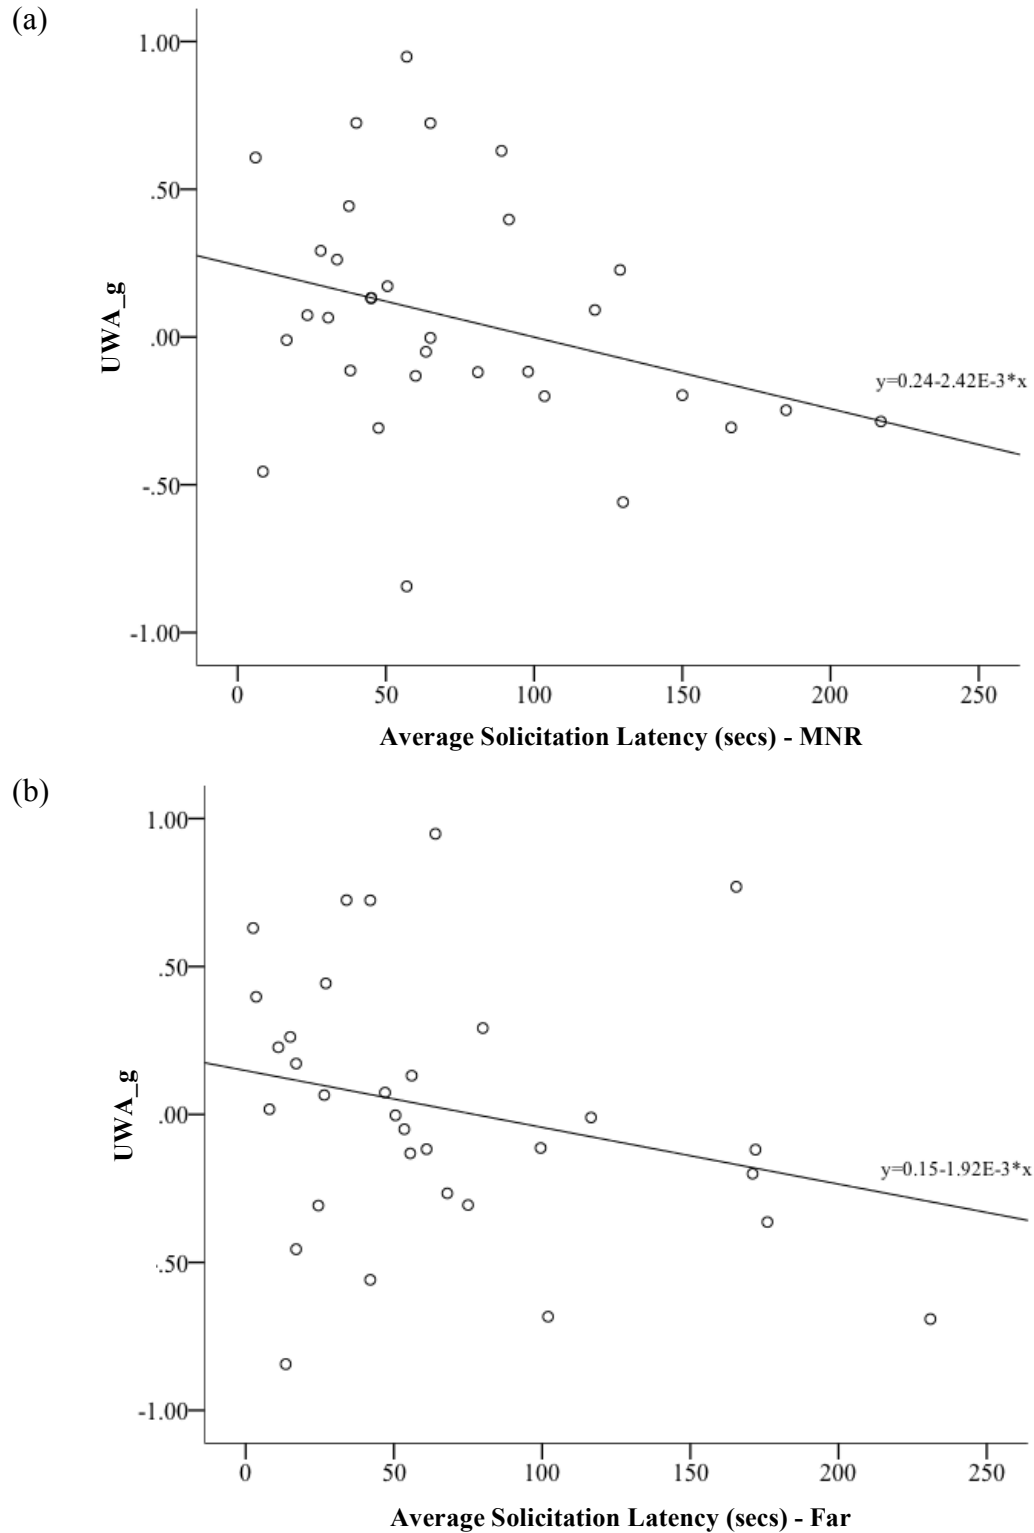 (a)
1.00
.50
.00
-.50
-1.00
UWA_g
y=0.24-2.42E-3*x
0 50 100 150 200 250
Average Solicitation Latency (secs) - MNR
(b)
1.00
.50
.00
-.50
-1.00
UWA_g
y=0.15-1.92E-3*x
0 50 100 150 200 250
Average Solicitation Latency (secs) - Far